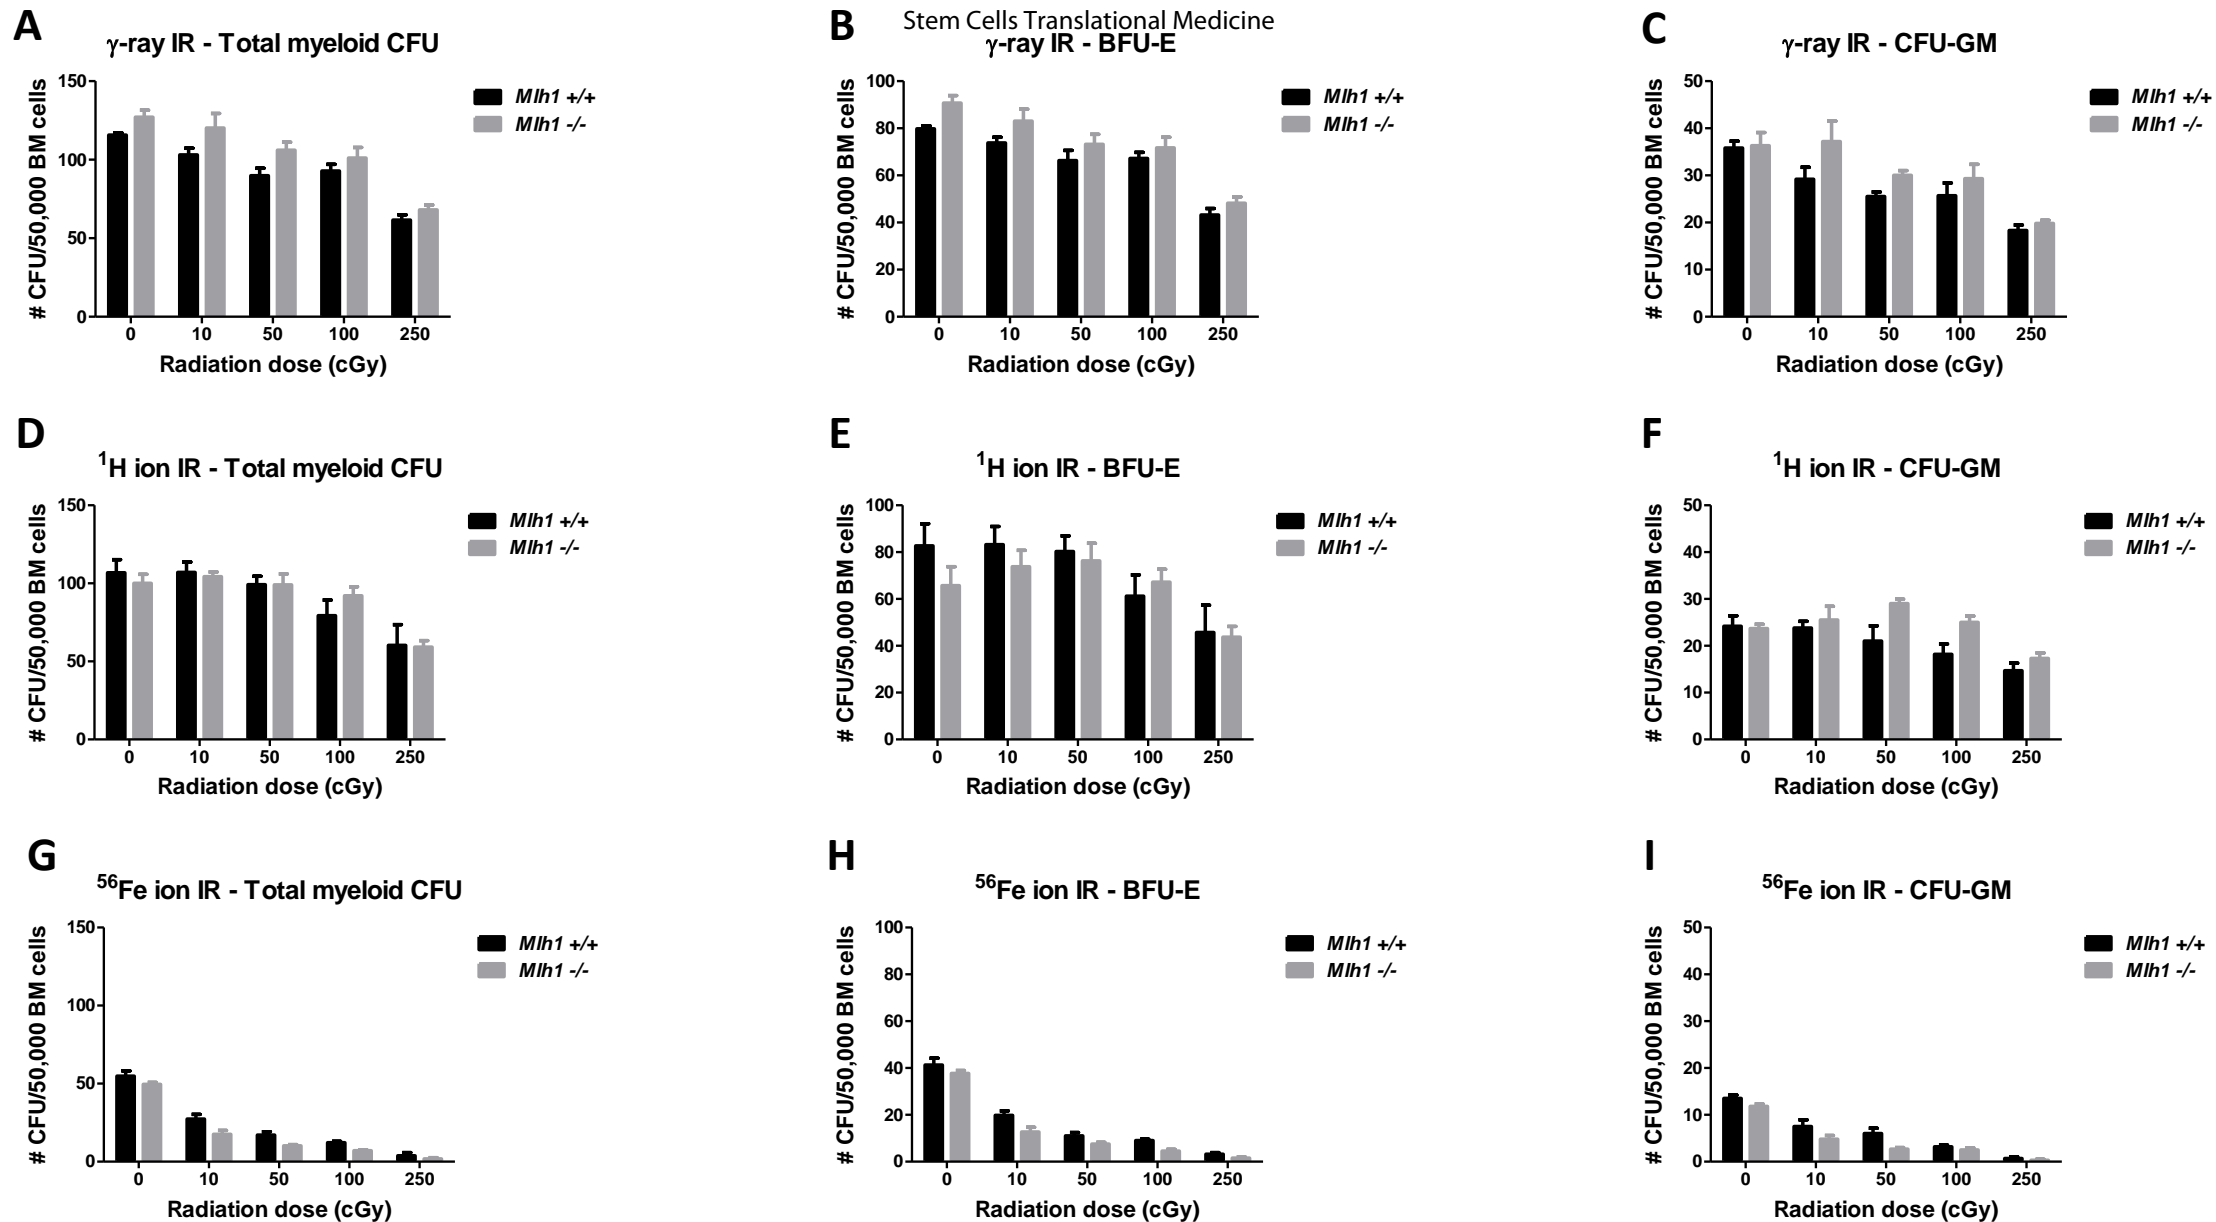 Stem Cells Translational Medicine
A
γ-ray IR - Total myeloid CFU
# CFU/50,000 BM cells
150
100
50
0
0 10 50 100 250
Radiation dose (cGy)
Mlh1 +/+
Mlh1 -/-
B
γ-ray IR - BFU-E
# CFU/50,000 BM cells
100
80
60
40
20
0
0 10 50 100 250
Radiation dose (cGy)
Mlh1 +/+
Mlh1 -/-
C
γ-ray IR - CFU-GM
# CFU/50,000 BM cells
50
40
30
20
10
0
0 10 50 100 250
Radiation dose (cGy)
Mlh1 +/+
Mlh1 -/-
D
¹H ion IR - Total myeloid CFU
# CFU/50,000 BM cells
150
100
50
0
0 10 50 100 250
Radiation dose (cGy)
Mlh1 +/+
Mlh1 -/-
E
¹H ion IR - BFU-E
# CFU/50,000 BM cells
100
80
60
40
20
0
0 10 50 100 250
Radiation dose (cGy)
Mlh1 +/+
Mlh1 -/-
F
¹H ion IR - CFU-GM
# CFU/50,000 BM cells
50
40
30
20
10
0
0 10 50 100 250
Radiation dose (cGy)
Mlh1 +/+
Mlh1 -/-
G
⁵⁶Fe ion IR - Total myeloid CFU
# CFU/50,000 BM cells
150
100
50
0
0 10 50 100 250
Radiation dose (cGy)
Mlh1 +/+
Mlh1 -/-
H
⁵⁶Fe ion IR - BFU-E
# CFU/50,000 BM cells
100
80
60
40
20
0
0 10 50 100 250
Radiation dose (cGy)
Mlh1 +/+
Mlh1 -/-
I
⁵⁶Fe ion IR - CFU-GM
# CFU/50,000 BM cells
50
40
30
20
10
0
0 10 50 100 250
Radiation dose (cGy)
Mlh1 +/+
Mlh1 -/-